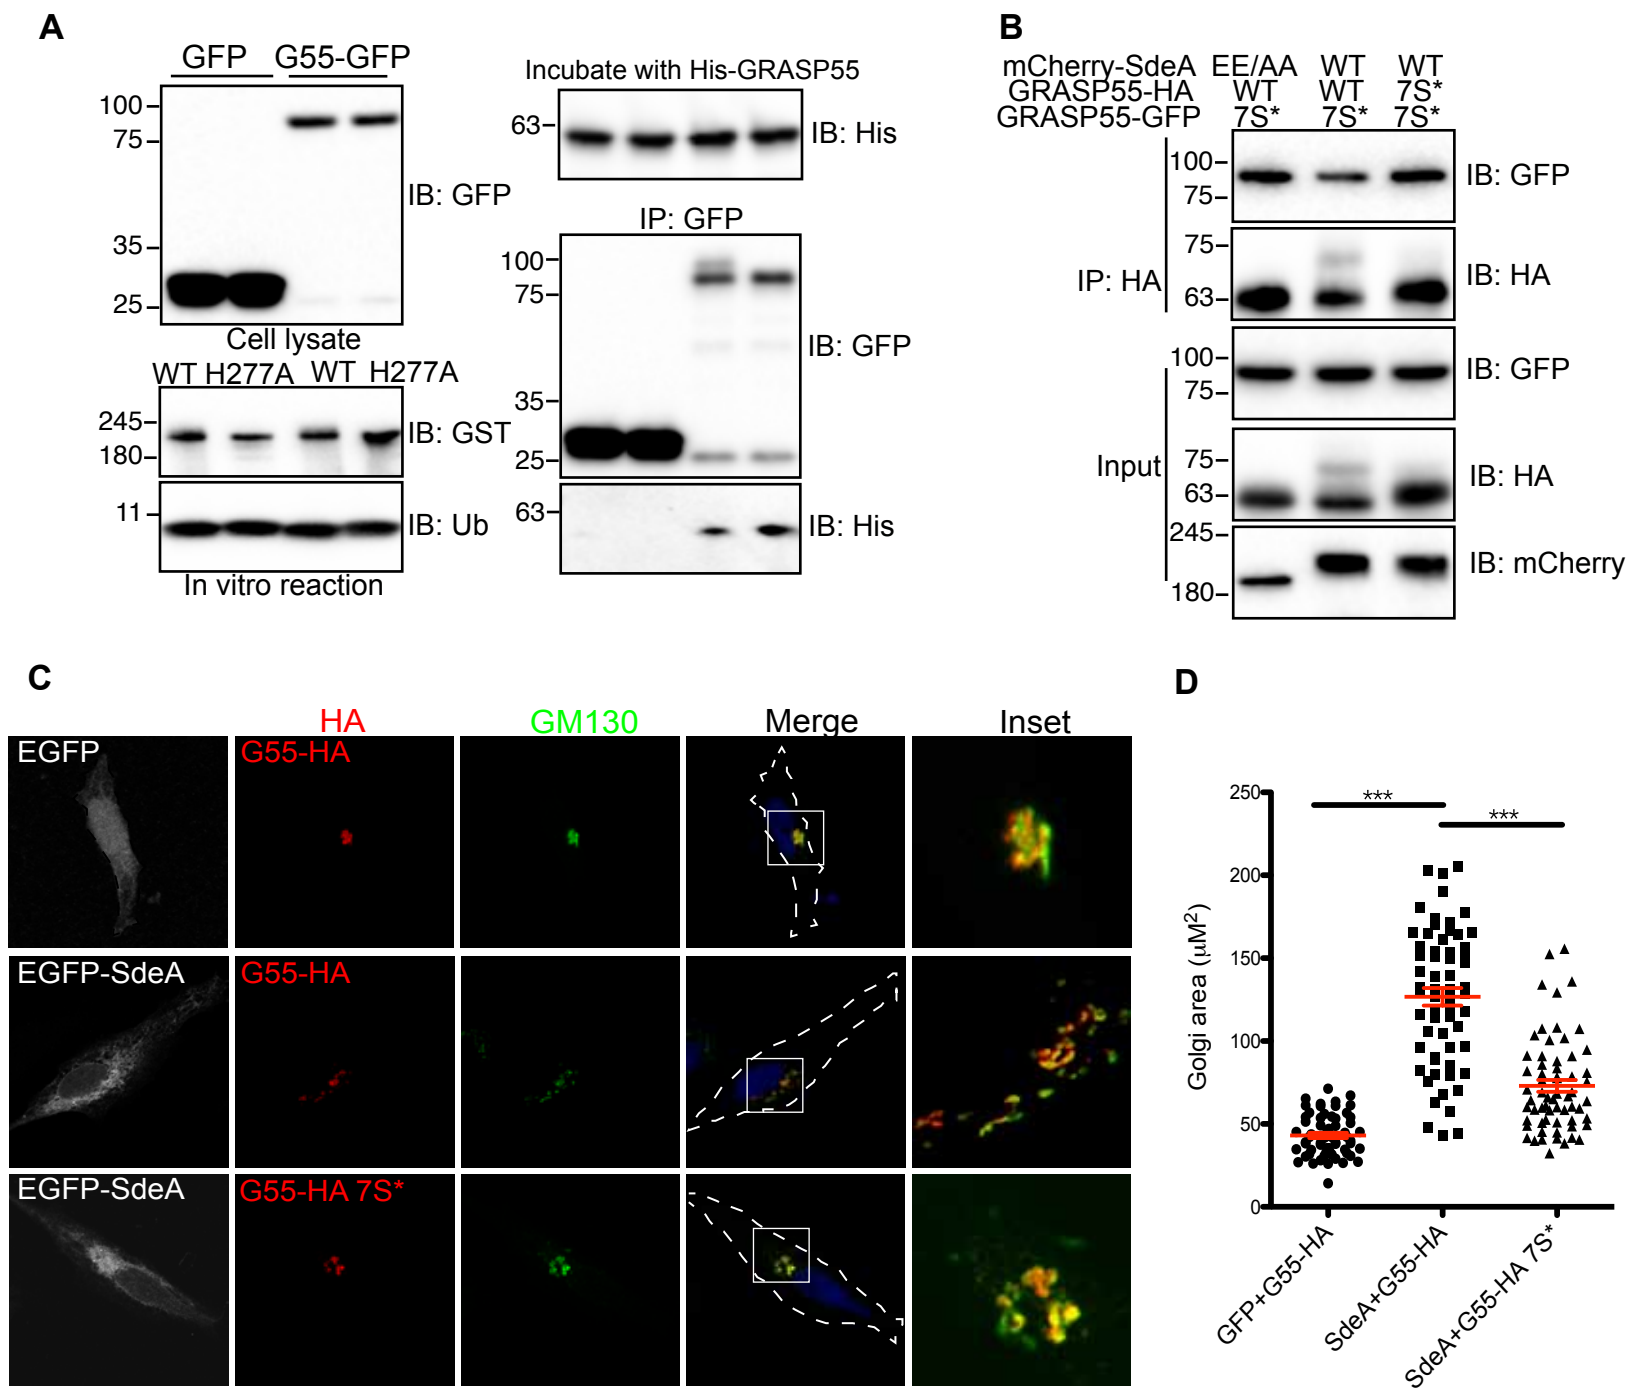 A
GFP G55-GFP
100
75
35
25
IB: GFP
Cell lysate
WT H277A WT H277A
245
180
IB: GST
11
IB: Ub
In vitro reaction
Incubate with His-GRASP55
63
IB: His
IP: GFP
100
75
35
25
IB: GFP
63
IB: His
B
mCherry-SdeA EE/AA WT WT
GRASP55-HA WT WT 7S*
GRASP55-GFP 7S* 7S* 7S*
IP: HA
100
75
IB: GFP
75
63
IB: HA
Input
100
75
IB: GFP
75
63
IB: HA
245
180
IB: mCherry
C
HA GM130 Merge Inset
EGFP G55-HA
EGFP-SdeA G55-HA
EGFP-SdeA G55-HA 7S*
D
Golgi area (μM²)
250
200
150
100
50
0
***
***
GFP+G55-HA
SdeA+G55-HA
SdeA+G55-HA 7S*